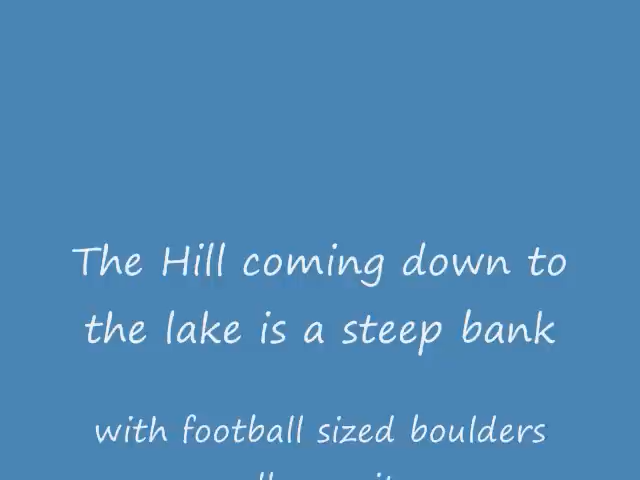 The Hill coming down to
the lake is a steep bank
with football sized boulders